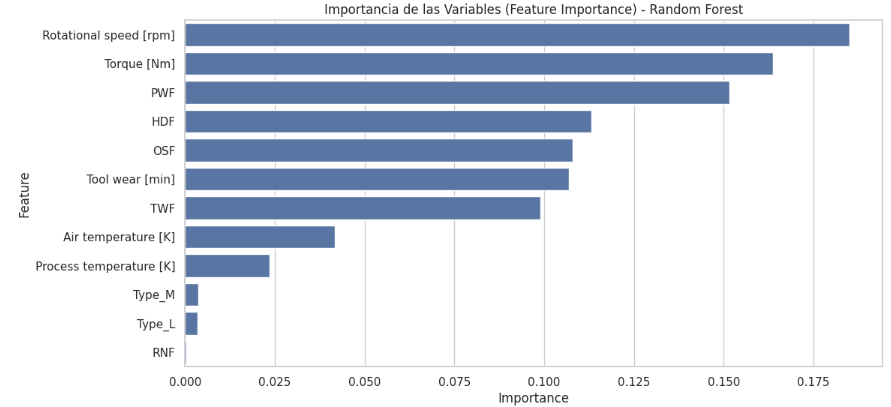 Importancia de las Variables (Feature Importance) - Random Forest
Rotational speed [rpm]
Torque [Nm]
PWF
HDF
OSF
Tool wear [min]
TWF
Air temperature [K]
Process temperature [K]
Type_M
Type_L
RNF
Feature
0.000 0.025 0.050 0.075 0.100 0.125 0.150 0.175
Importance